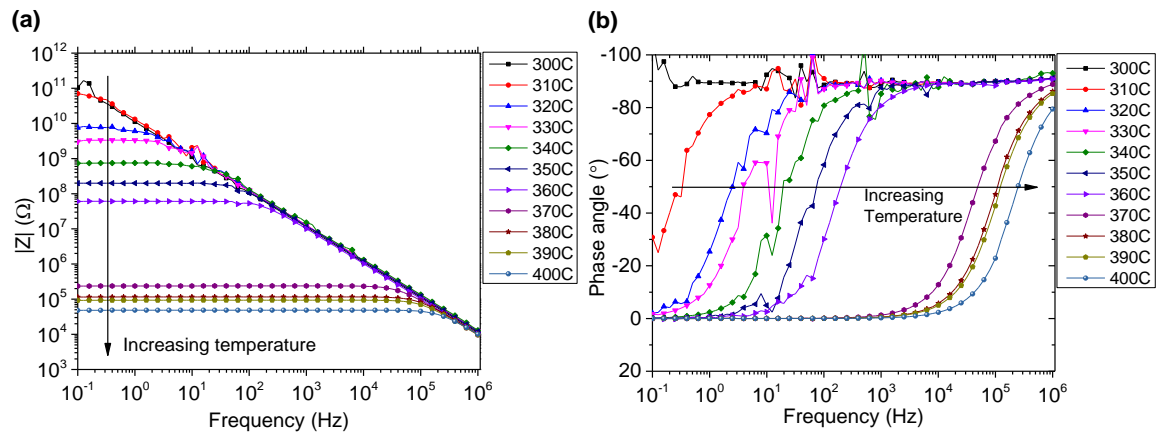 (a)
10^12
10^11
10^10
10^9
10^8
10^7
10^6
10^5
10^4
10^3
|Z| (Ω)
Increasing temperature
10^-1 10^0 10^1 10^2 10^3 10^4 10^5 10^6
Frequency (Hz)
300C
310C
320C
330C
340C
350C
360C
370C
380C
390C
400C
(b)
-100
-80
-60
-40
-20
0
20
Phase angle (°)
Increasing
Temperature
10^-1 10^0 10^1 10^2 10^3 10^4 10^5 10^6
Frequency (Hz)
300C
310C
320C
330C
340C
350C
360C
370C
380C
390C
400C